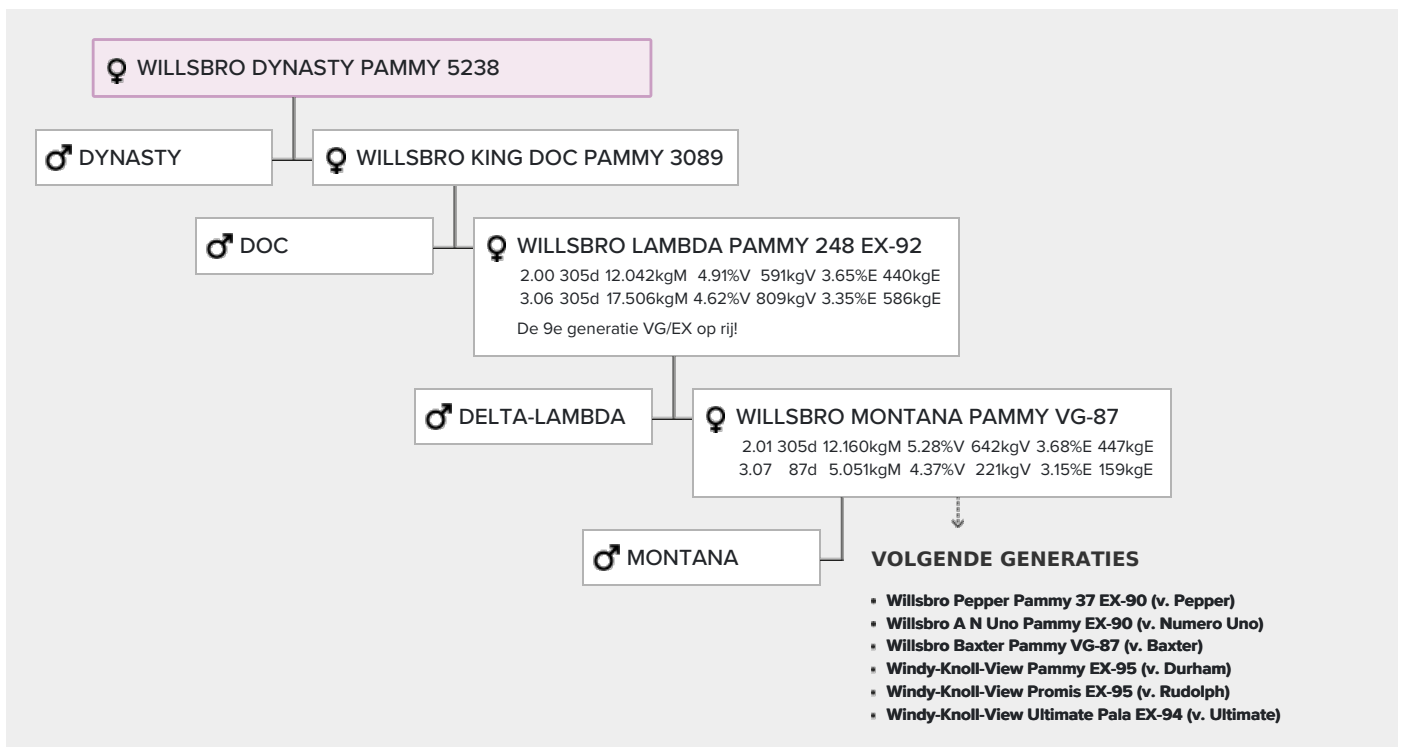 WILLSBRO DYNASTY PAMMY 5238
DYNASTY
WILLSBRO KING DOC PAMMY 3089
DOC
WILLSBRO LAMBDA PAMMY 248 EX-92
2.00 305d 12.042kgM 4.91%V 591kgV 3.65%E 440kgE
3.06 305d 17.506kgM 4.62%V 809kgV 3.35%E 586kgE
De 9e generatie VG/EX op rij!
DELTA-LAMBDA
WILLSBRO MONTANA PAMMY VG-87
2.01 305d 12.160kgM 5.28%V 642kgV 3.68%E 447kgE
3.07 87d 5.051kgM 4.37%V 221kgV 3.15%E 159kgE
MONTANA
VOLGENDE GENERATIES
▪ Willsbro Pepper Pammy 37 EX-90 (v. Pepper)
▪ Willsbro A N Uno Pammy EX-90 (v. Numero Uno)
▪ Willsbro Baxter Pammy VG-87 (v. Baxter)
▪ Windy-Knoll-View Pammy EX-95 (v. Durham)
▪ Windy-Knoll-View Promis EX-95 (v. Rudolph)
▪ Windy-Knoll-View Ultimate Pala EX-94 (v. Ultimate)